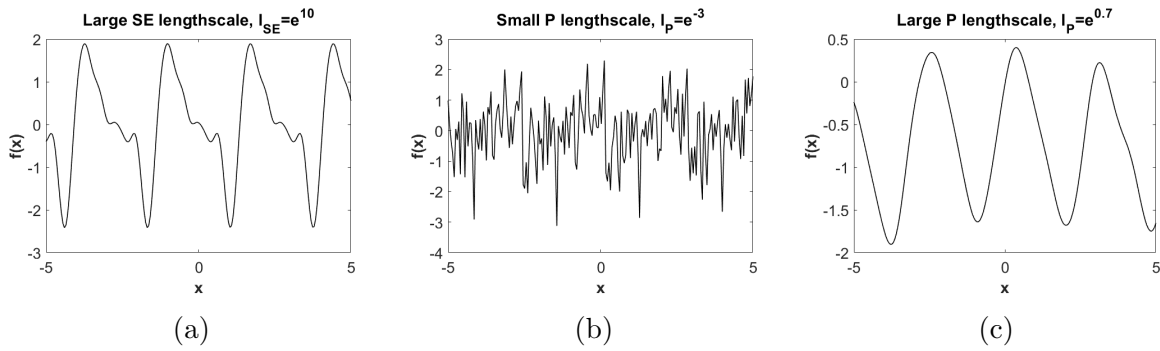 Large SE lengthscale, l_SE=e^10
f(x)
2
1
0
-1
-2
-3
-5
0
5
x
(a)
Small P lengthscale, l_P=e^-3
f(x)
3
2
1
0
-1
-2
-3
-4
-5
0
5
x
(b)
Large P lengthscale, l_P=e^0.7
f(x)
0.5
0
-0.5
-1
-1.5
-2
-5
0
5
x
(c)